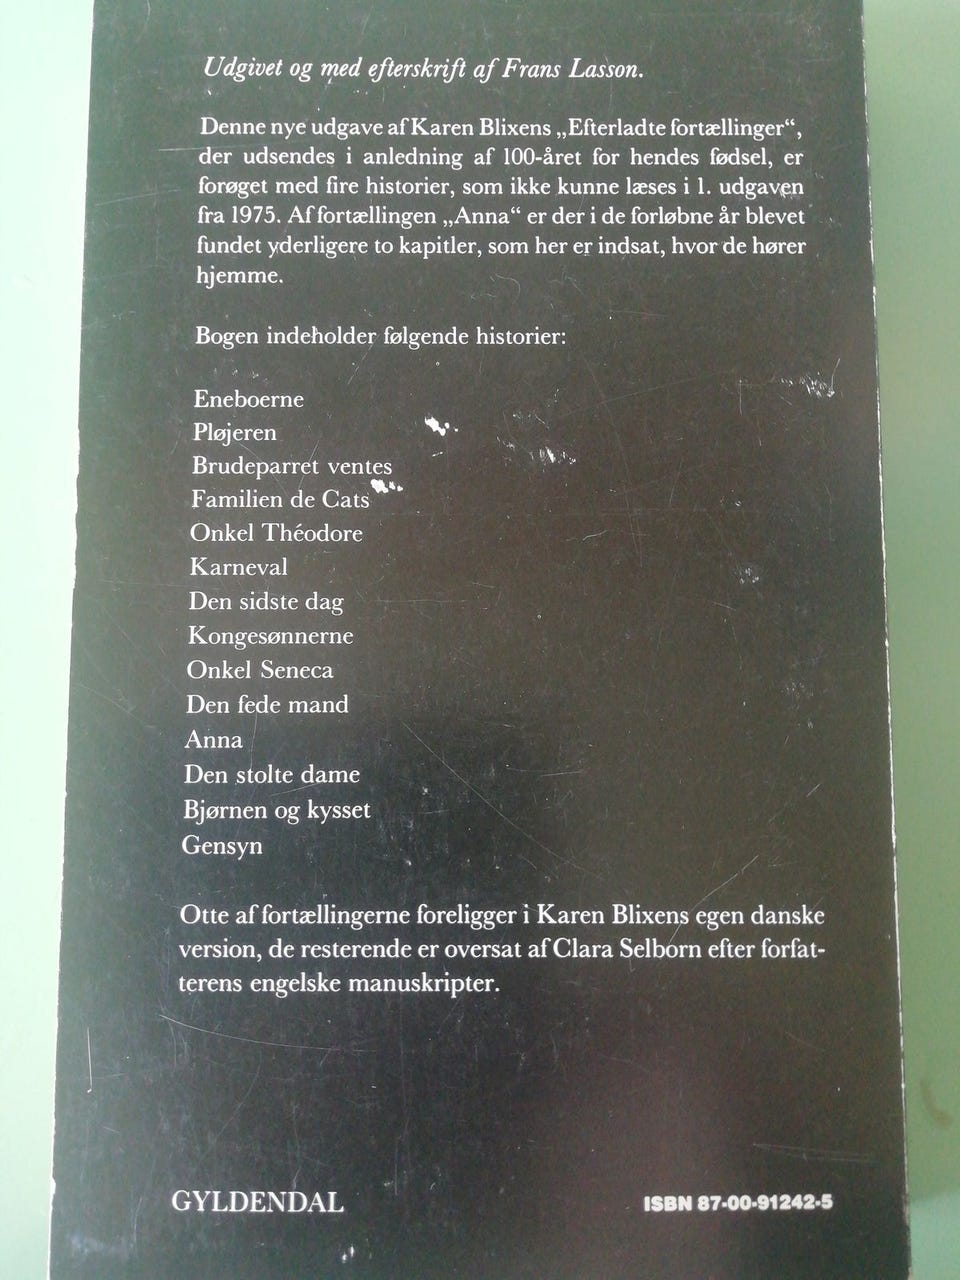 Udgivet og med efterskrift af Frans Lasson.
Denne nye udgave af Karen Blixens „Efterladte fortællinger“,
der udsendes i anledning af 100-året for hendes fødsel, er
forøget med fire historier, som ikke kunne læses i 1. udgaven
fra 1975. Af fortællingen „Anna“ er der i de forløbne år blevet
fundet yderligere to kapitler, som her er indsat, hvor de hører
hjemme.
Bogen indeholder følgende historier:
Eneboerne
Pløjeren
Brudeparret ventes
Familien de Cats
Onkel Théodore
Karneval
Den sidste dag
Kongesønnerne
Onkel Seneca
Den fede mand
Anna
Den stolte dame
Bjørnen og kysset
Gensyn
Otte af fortællingerne foreligger i Karen Blixens egen danske
version, de resterende er oversat af Clara Selborn efter forfat-
terens engelske manuskripter.
GYLDENDAL
ISBN 87-00-91242-5